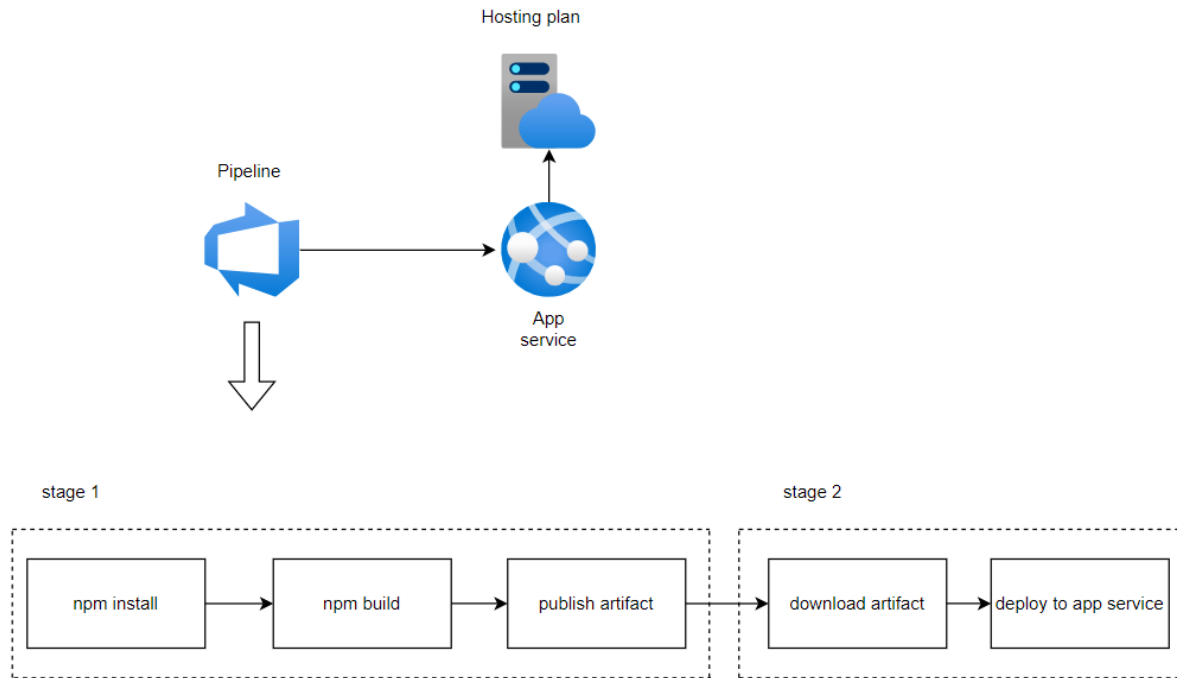 Hosting plan
Pipeline
App
service
stage 1
stage 2
npm install
npm build
publish artifact
download artifact
deploy to app service